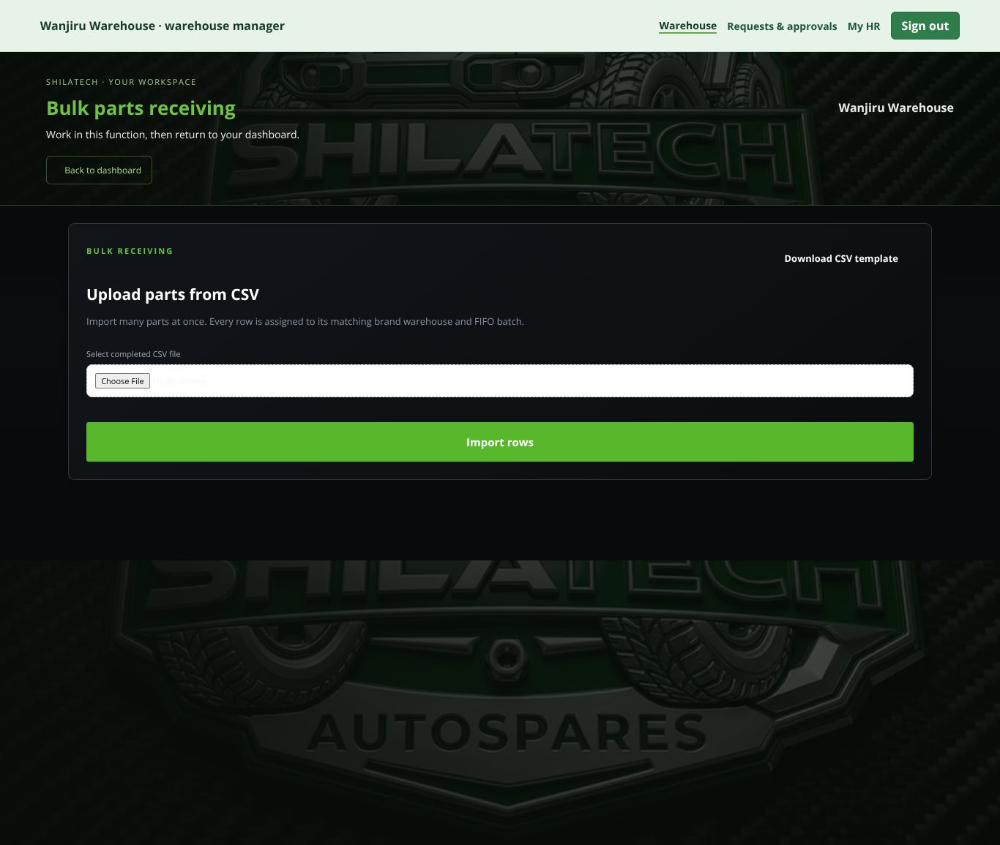 Wanjiru Warehouse · warehouse manager
Warehouse
Requests & approvals
My HR
Sign out
SHILATECH · YOUR WORKSPACE
Bulk parts receiving
Work in this function, then return to your dashboard.
Back to dashboard
Wanjiru Warehouse
SHILATECH
BULK RECEIVING
Download CSV template
Upload parts from CSV
Import many parts at once. Every row is assigned to its matching brand warehouse and FIFO batch.
Select completed CSV file
Choose File No file chosen
Import rows
SHILATECH
AUTOSPARES